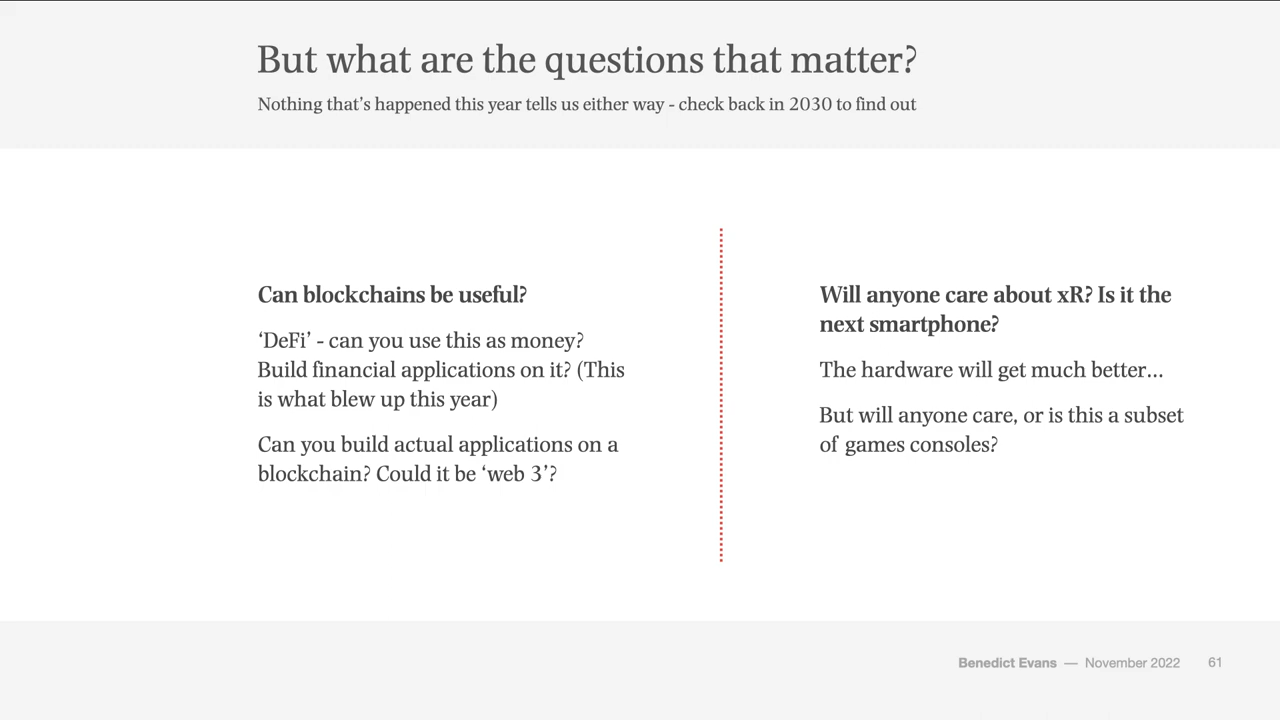 But what are the questions that matter?
Nothing that’s happened this year tells us either way - check back in 2030 to find out
Can blockchains be useful?
‘DeFi’ - can you use this as money?
Build financial applications on it? (This
is what blew up this year)
Can you build actual applications on a
blockchain? Could it be ‘web 3’?
Will anyone care about xR? Is it the
next smartphone?
The hardware will get much better…
But will anyone care, or is this a subset
of games consoles?
Benedict Evans — November 2022 61